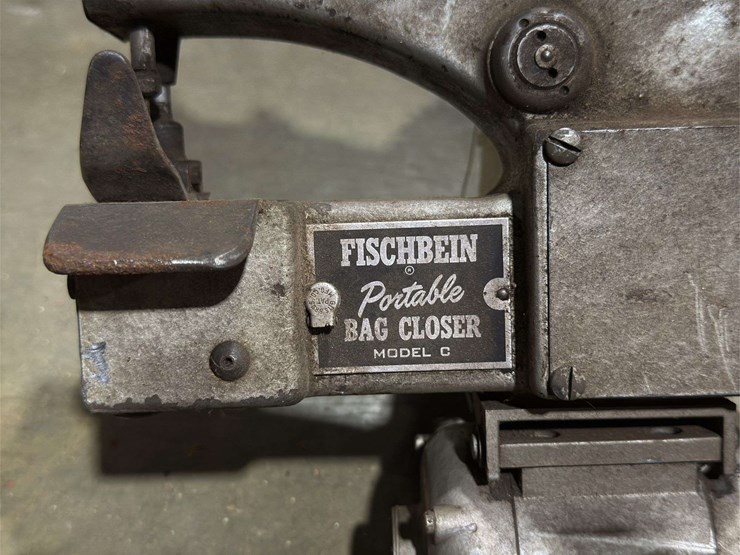 FISCHBEIN
®
Portable
BAG CLOSER
MODEL C